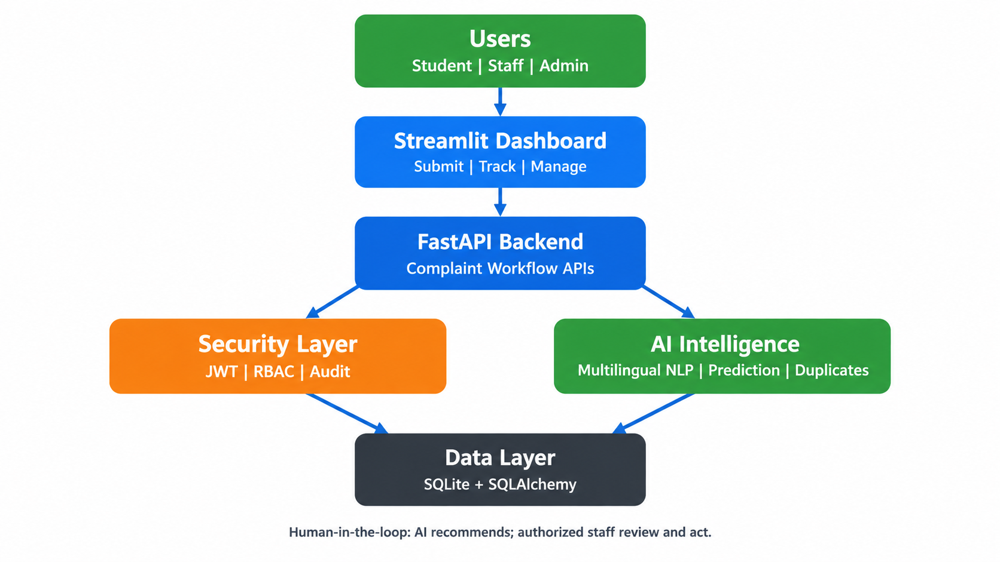 Users
Student | Staff | Admin
Streamlit Dashboard
Submit | Track | Manage
FastAPI Backend
Complaint Workflow APIs
Security Layer
JWT | RBAC | Audit
AI Intelligence
Multilingual NLP | Prediction | Duplicates
Data Layer
SQLite + SQLAlchemy
Human-in-the-loop: AI recommends; authorized staff review and act.